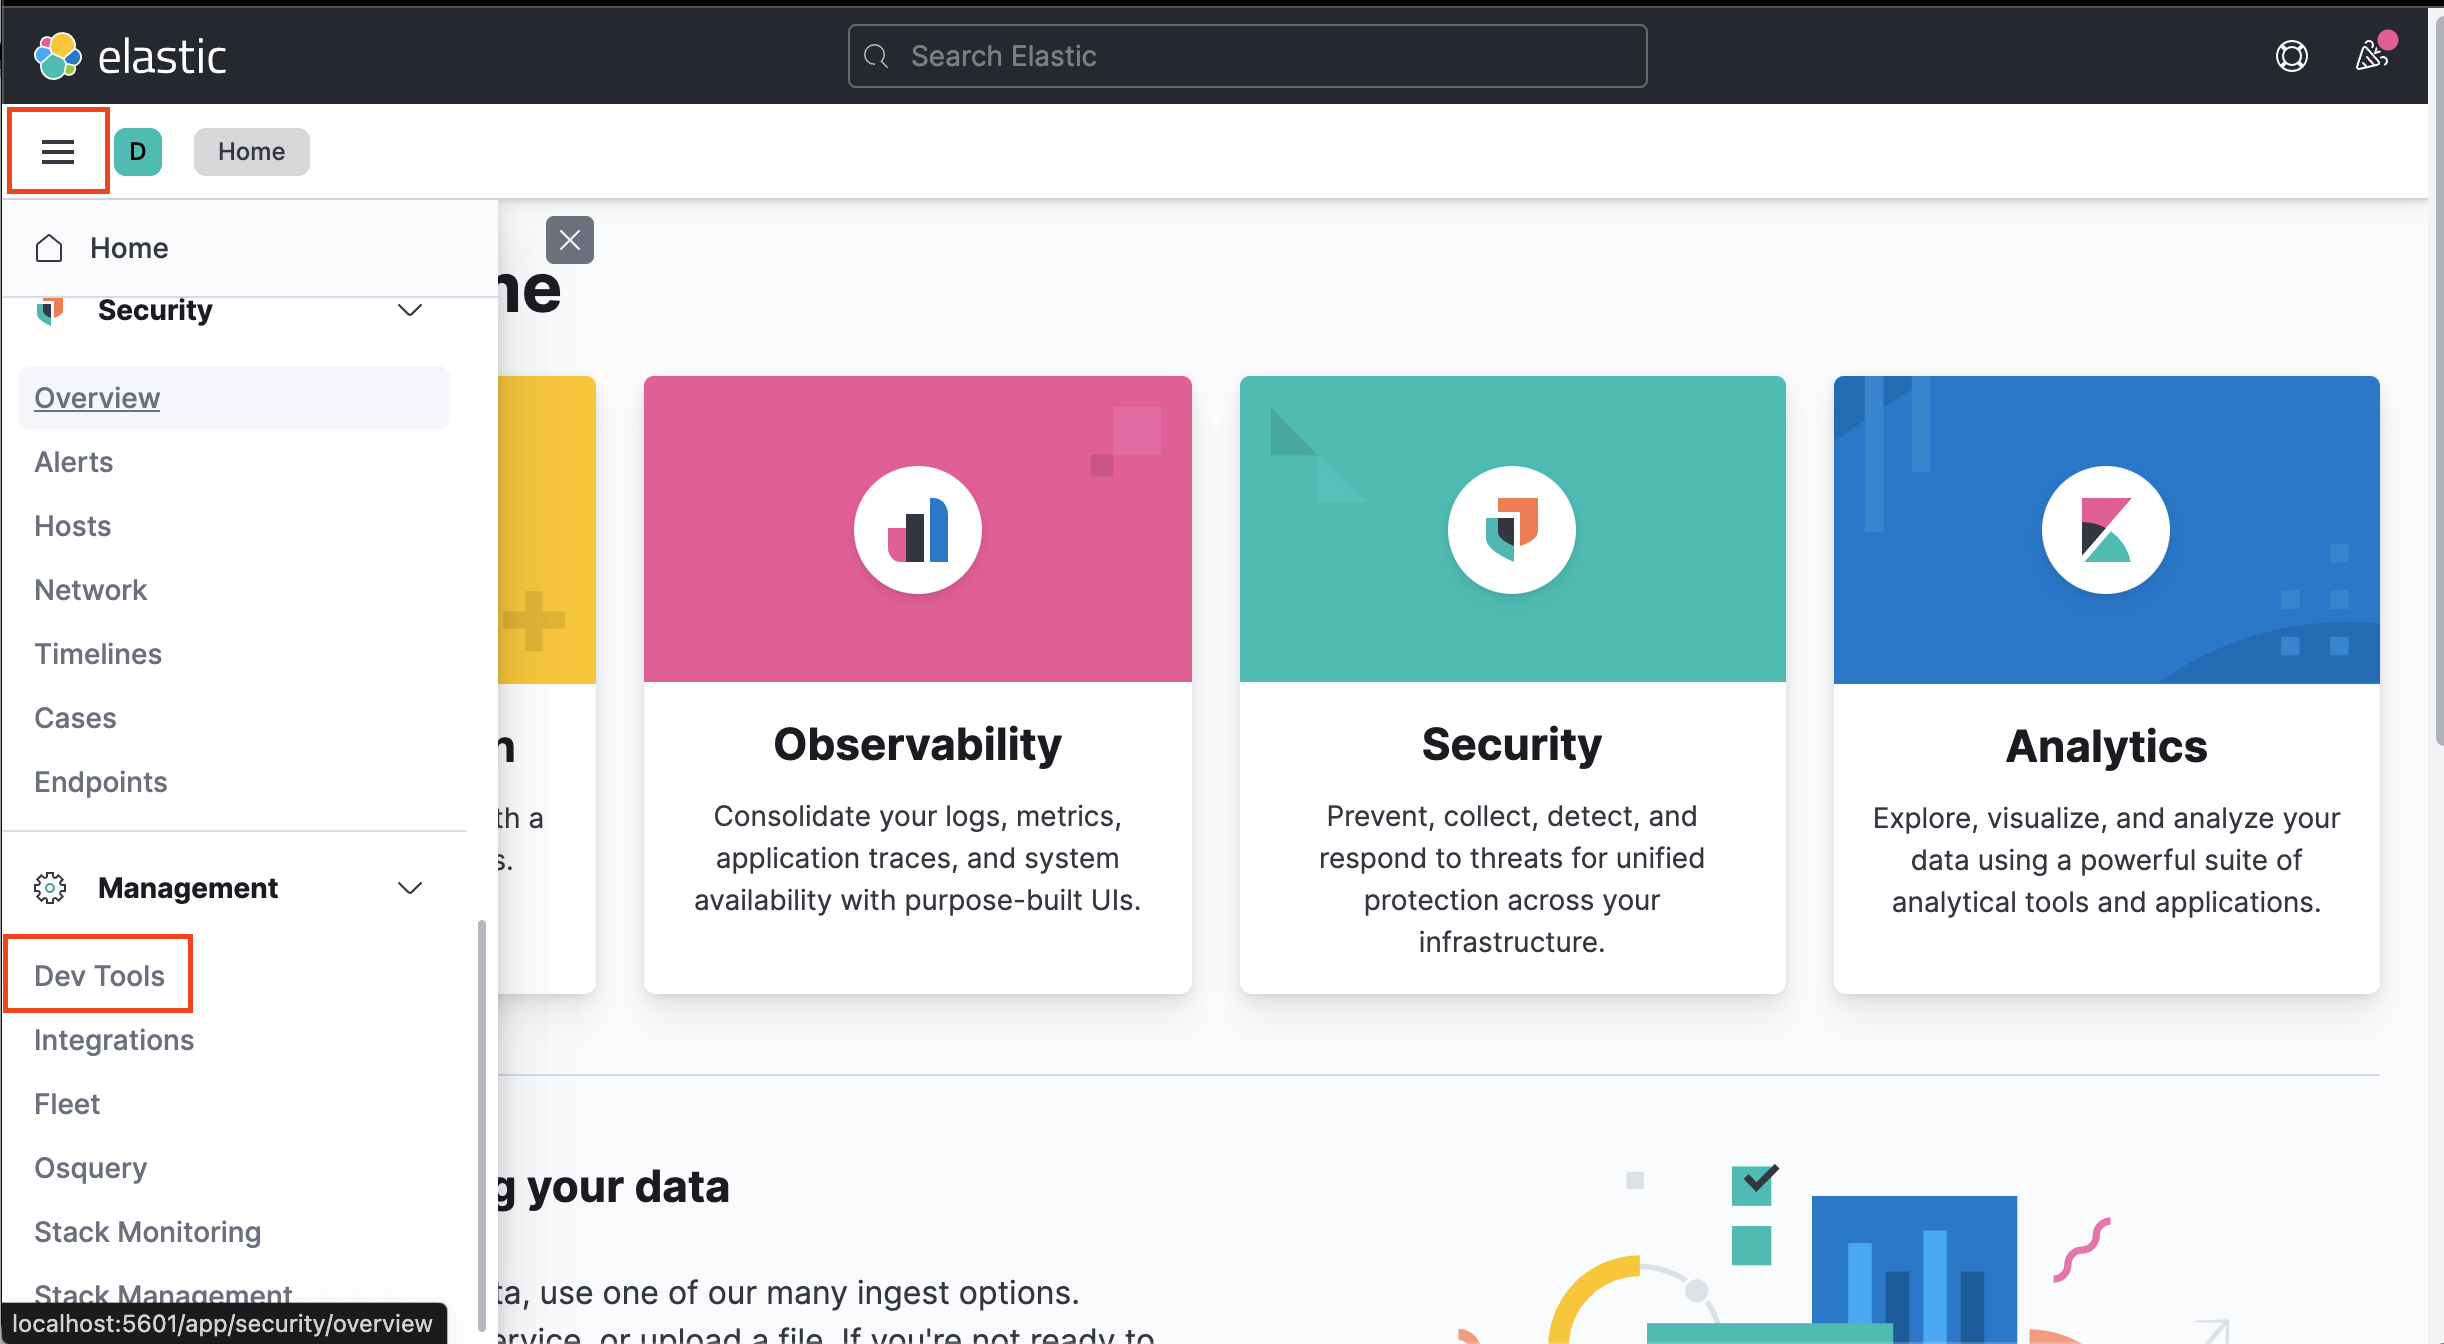 elastic
Search Elastic
D
Home
Home
ne
Security
Overview
Alerts
Hosts
Network
Timelines
Cases
Endpoints
Management
Dev Tools
Integrations
Fleet
Osquery
Stack Monitoring
Stack Management
localhost:5601/app/security/overview
n
th a
s.
Observability
Consolidate your logs, metrics,
application traces, and system
availability with purpose-built UIs.
Security
Prevent, collect, detect, and
respond to threats for unified
protection across your
infrastructure.
Analytics
Explore, visualize, and analyze your
data using a powerful suite of
analytical tools and applications.
g your data
ta, use one of our many ingest options.
ervice, or upload a file. If you're not ready to